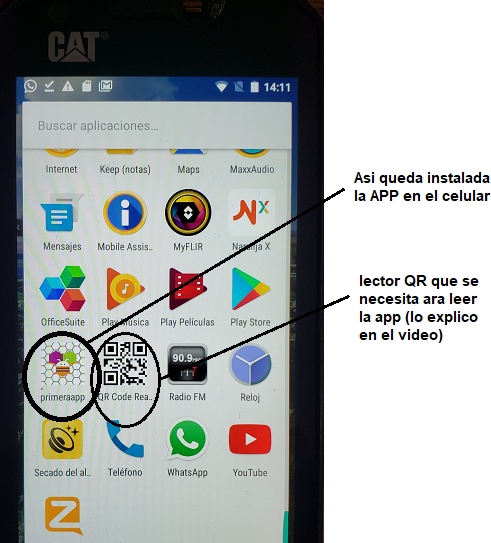 CAT
14:11
Buscar aplicaciones...
Internet
Keep (notas)
Maps
MaxxAudio
Asi queda instalada
la APP en el celular
Mensajes
Mobile Assis..
MyFLIR
Naranja X
lector QR que se
necesita ara leer
la app (lo explico
en el video)
OfficeSuite
Play Música
Play Películas
Play Store
90.9
primeraapp
QR Code Rea..
Radio FM
Reloj
Secado del al..
Teléfono
WhatsApp
YouTube